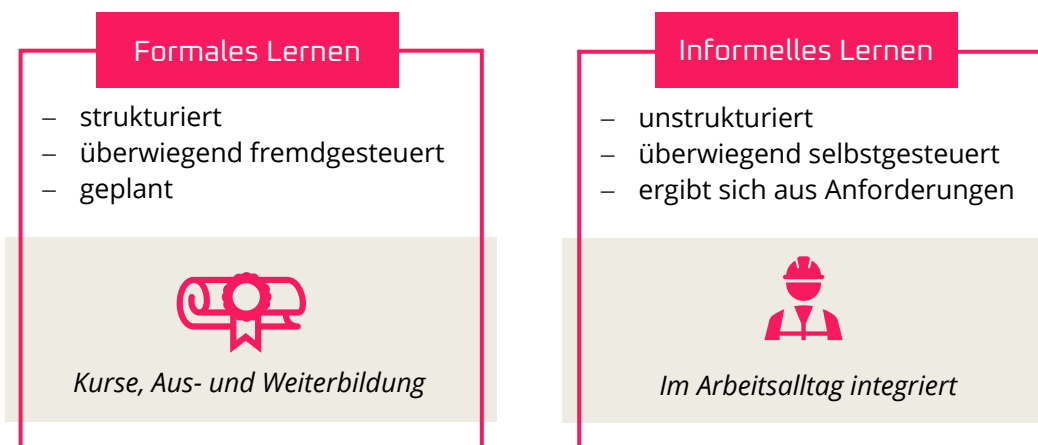 Formales Lernen
– strukturiert
– überwiegend fremdgesteuert
– geplant
Kurse, Aus- und Weiterbildung
Informelles Lernen
– unstrukturiert
– überwiegend selbstgesteuert
– ergibt sich aus Anforderungen
Im Arbeitsalltag integriert